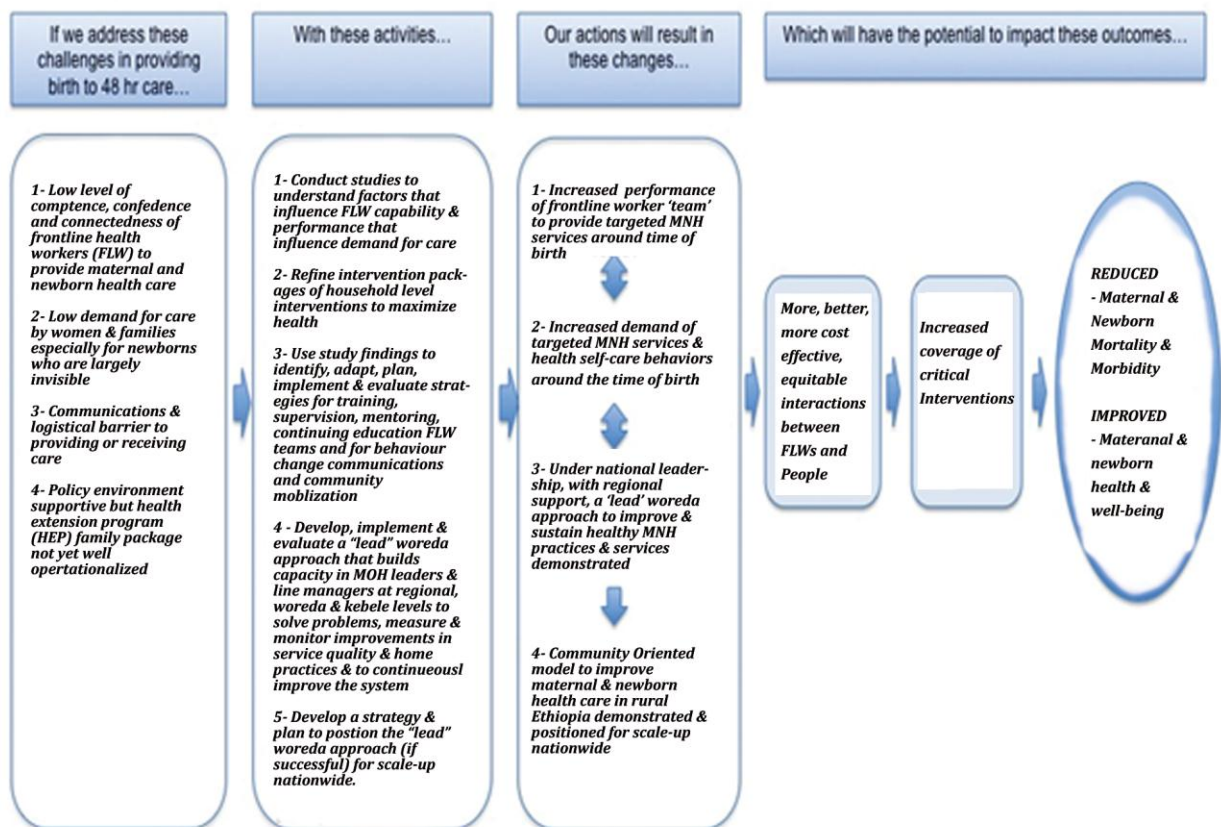 If we address these
challenges in providing
birth to 48 hr care...
With these activities...
Our actions will result in
these changes...
Which will have the potential to impact these outcomes...
1- Low level of
comptence, confedence
and connectedness of
frontline health
workers (FLW) to
provide maternal and
newborn health care
2- Low demand for care
by women & families
especially for newborns
who are largely
invisible
3- Communications &
logistical barrier to
providing or receiving
care
4- Policy environment
supportive but health
extension program
(HEP) family package
not yet well
opertationalized
1- Conduct studies to
understand factors that
influence FLW capability &
performance that
influence demand for care
2- Refine intervention pack-
ages of household level
interventions to maximize
health
3- Use study findings to
identify, adapt, plan,
implement & evaluate strat-
egies for training,
supervision, mentoring,
continuing education FLW
teams and for behaviour
change communications
and community
moblization
4 - Develop, implement &
evaluate a "lead" woreda
approach that builds
capacity in MOH leaders &
line managers at regional,
woreda & kebele levels to
solve problems, measure &
monitor improvements in
service quality & home
practices & to continueousl
improve the system
5- Develop a strategy &
plan to postion the "lead"
woreda approach (if
successful) for scale-up
nationwide.
1- Increased performance
of frontline worker 'team'
to provide targeted MNH
services around time of
birth
2- Increased demand of
targeted MNH services &
health self-care behaviors
around the time of birth
3- Under national leader-
ship, with regional
support, a 'lead' woreda
approach to improve &
sustain healthy MNH
practices & services
demonstrated
4- Community Oriented
model to improve
maternal & newborn
health care in rural
Ethiopia demonstrated &
positioned for scale-up
nationwide
More, better,
more cost
effective,
equitable
interactions
between
FLWs and
People
Increased
coverage of
critical
Interventions
REDUCED
- Maternal &
Newborn
Mortality &
Morbidity
IMPROVED
- Materanal &
newborn
health &
well-being